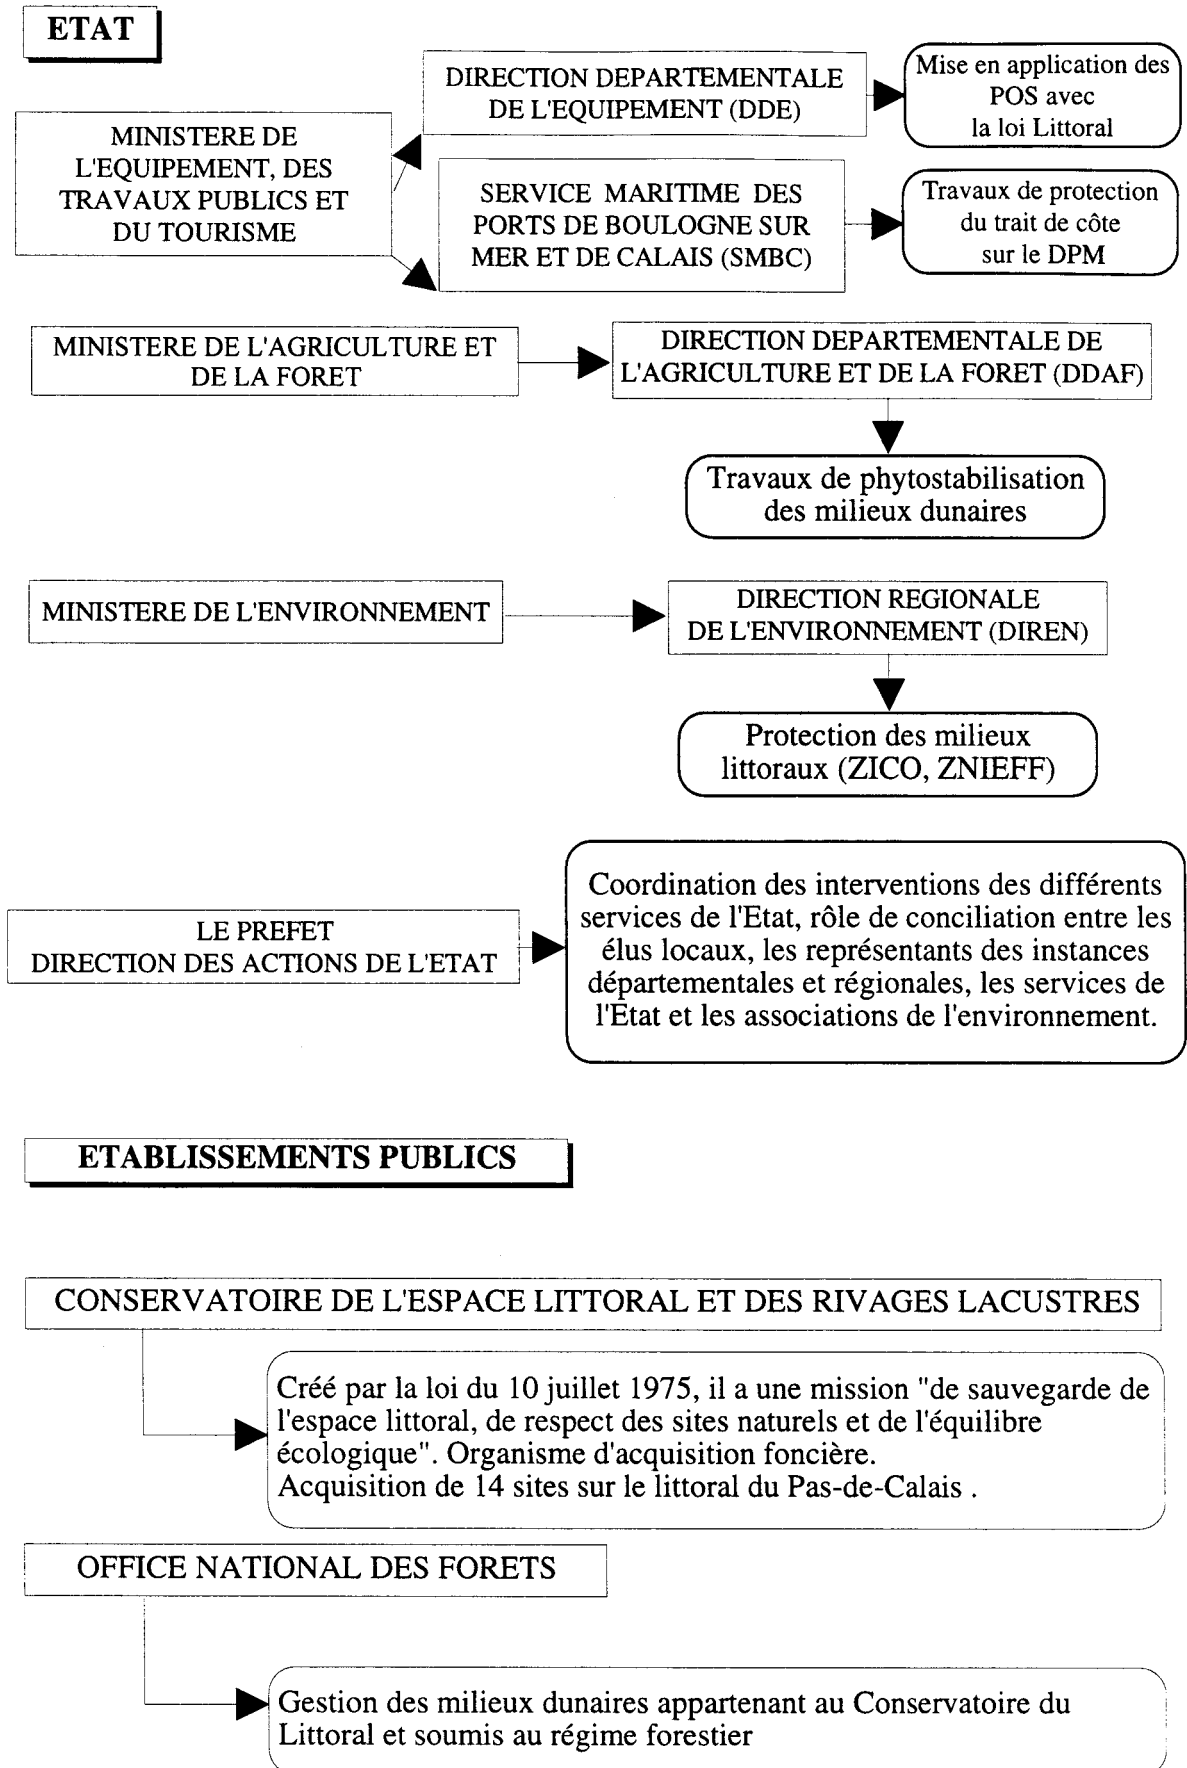 ETAT
MINISTERE DE
L'EQUIPEMENT, DES
TRAVAUX PUBLICS ET
DU TOURISME
DIRECTION DEPARTEMENTALE
DE L'EQUIPEMENT (DDE)
Mise en application des
POS avec
la loi Littoral
SERVICE MARITIME DES
PORTS DE BOULOGNE SUR
MER ET DE CALAIS (SMBC)
Travaux de protection
du trait de côte
sur le DPM
MINISTERE DE L'AGRICULTURE ET
DE LA FORET
DIRECTION DEPARTEMENTALE DE
L'AGRICULTURE ET DE LA FORET (DDAF)
Travaux de phytostabilisation
des milieux dunaires
MINISTERE DE L'ENVIRONNEMENT
DIRECTION REGIONALE
DE L'ENVIRONNEMENT (DIREN)
Protection des milieux
littoraux (ZICO, ZNIEFF)
LE PREFET
DIRECTION DES ACTIONS DE L'ETAT
Coordination des interventions des différents
services de l'Etat, rôle de conciliation entre les
élus locaux, les représentants des instances
départementales et régionales, les services de
l'Etat et les associations de l'environnement.
ETABLISSEMENTS PUBLICS
CONSERVATOIRE DE L'ESPACE LITTORAL ET DES RIVAGES LACUSTRES
Créé par la loi du 10 juillet 1975, il a une mission "de sauvegarde de
l'espace littoral, de respect des sites naturels et de l'équilibre
écologique". Organisme d'acquisition foncière.
Acquisition de 14 sites sur le littoral du Pas-de-Calais .
OFFICE NATIONAL DES FORETS
Gestion des milieux dunaires appartenant au Conservatoire du
Littoral et soumis au régime forestier